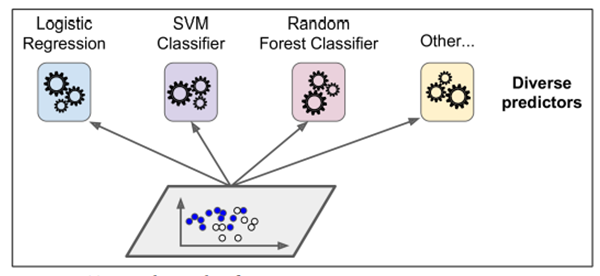 Logistic
Regression
SVM
Classifier
Random
Forest Classifier
Other...
Diverse
predictors